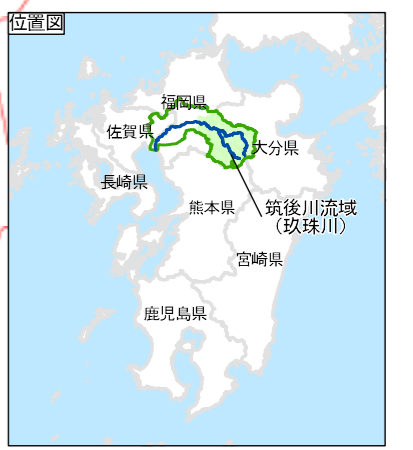 位置図
福岡県
佐賀県
大分県
長崎県
熊本県
筑後川流域
（玖珠川）
宮崎県
鹿児島県